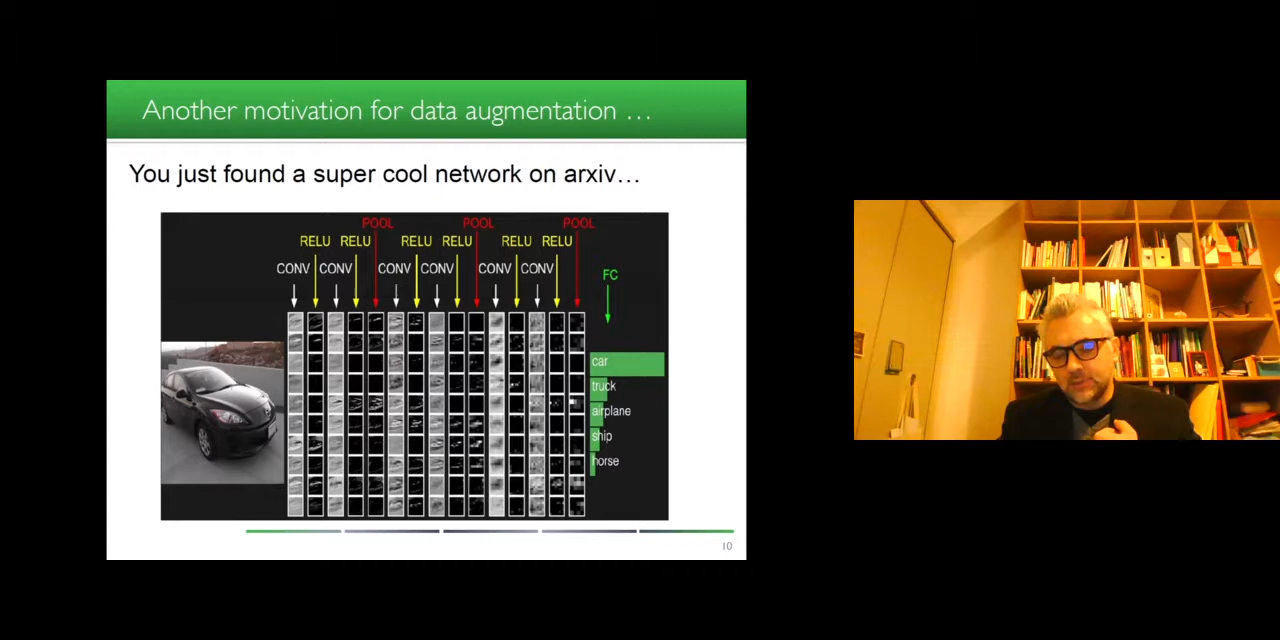 Another motivation for data augmentation …
You just found a super cool network on arxiv…
POOL POOL POOL
RELU RELU RELU RELU RELU RELU
CONV CONV CONV CONV CONV CONV FC
car
truck
airplane
ship
horse
10